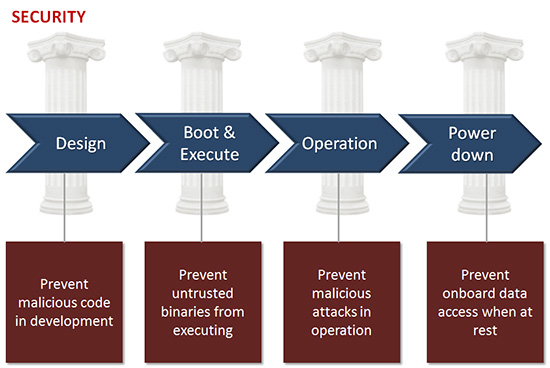 SECURITY
Design
Boot &
Execute
Operation
Power
down
Prevent
malicious code
in development
Prevent
untrusted
binaries from
executing
Prevent
malicious
attacks in
operation
Prevent
onboard data
access when at
rest